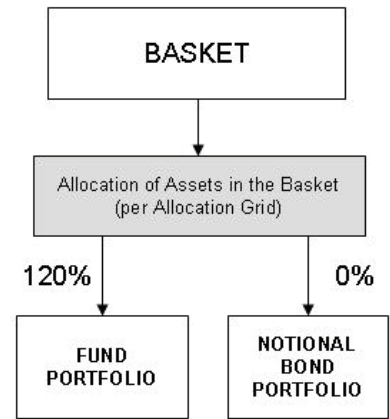 BASKET
Allocation of Assets in the Basket
(per Allocation Grid)
120%
0%
FUND
PORTFOLIO
NOTIONAL
BOND
PORTFOLIO